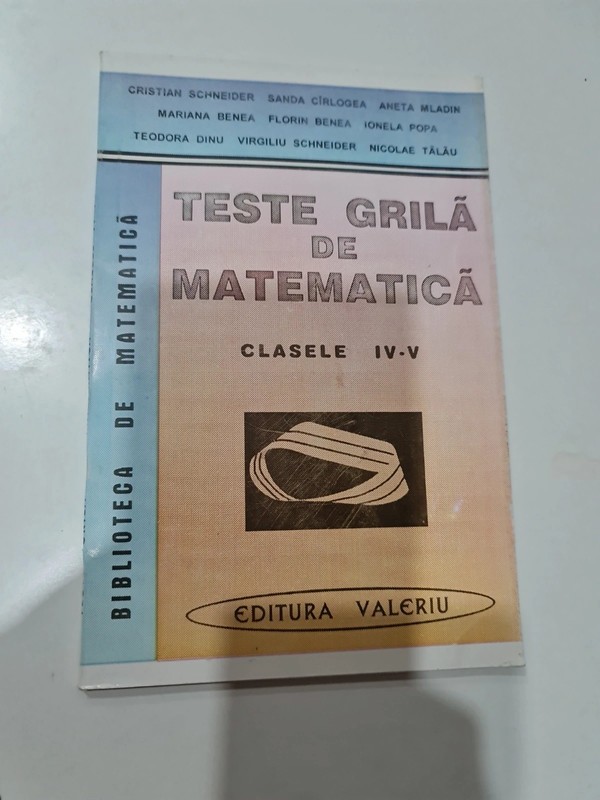 CRISTIAN SCHNEIDER SANDA CÎRLOGEA ANETA MLADIN
MARIANA BENEA FLORIN BENEA IONELA POPA
TEODORA DINU VIRGILIU SCHNEIDER NICOLAE TĂLĂU
BIBLIOTECA DE MATEMATICĂ
TESTE GRILĂ
DE
MATEMATICĂ
CLASELE IV-V
EDITURA VALERIU